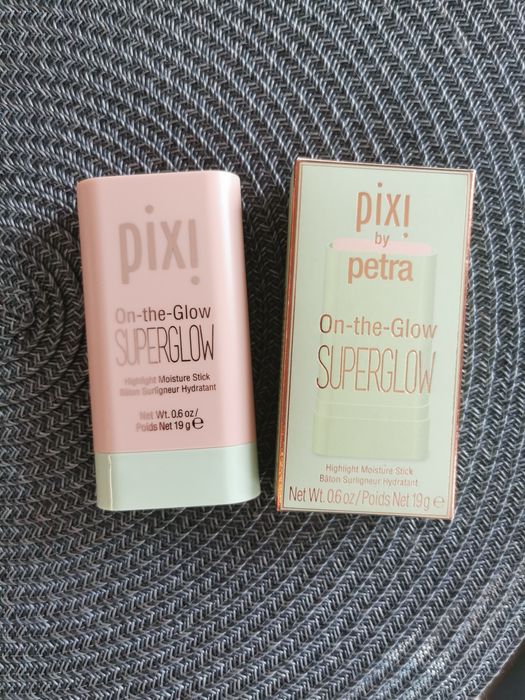 pixi
On-the-Glow
SUPERGLOW
Highlight Moisture Stick
Bâton Surligneur Hydratant
Net Wt. 0.6 oz/
Poids Net 19 g ℮
pixi
by
petra
On-the-Glow
SUPERGLOW
Highlight Moisture Stick
Bâton Surligneur Hydratant
Net Wt. 0.6 oz / Poids Net 19g ℮